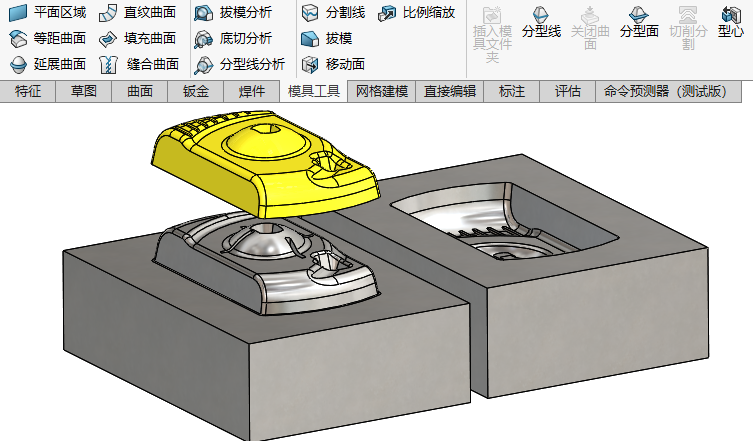 平面区域 直纹曲面 拔模分析 分割线 比例缩放
等距曲面 填充曲面 底切分析 拔模
延展曲面 缝合曲面 分型线分析 移动面
插入模具文件夹 分型线 关闭曲面 分型面 切削分割 型心
特征 草图 曲面 钣金 焊件 模具工具 网格建模 直接编辑 标注 评估 命令预测器（测试版）